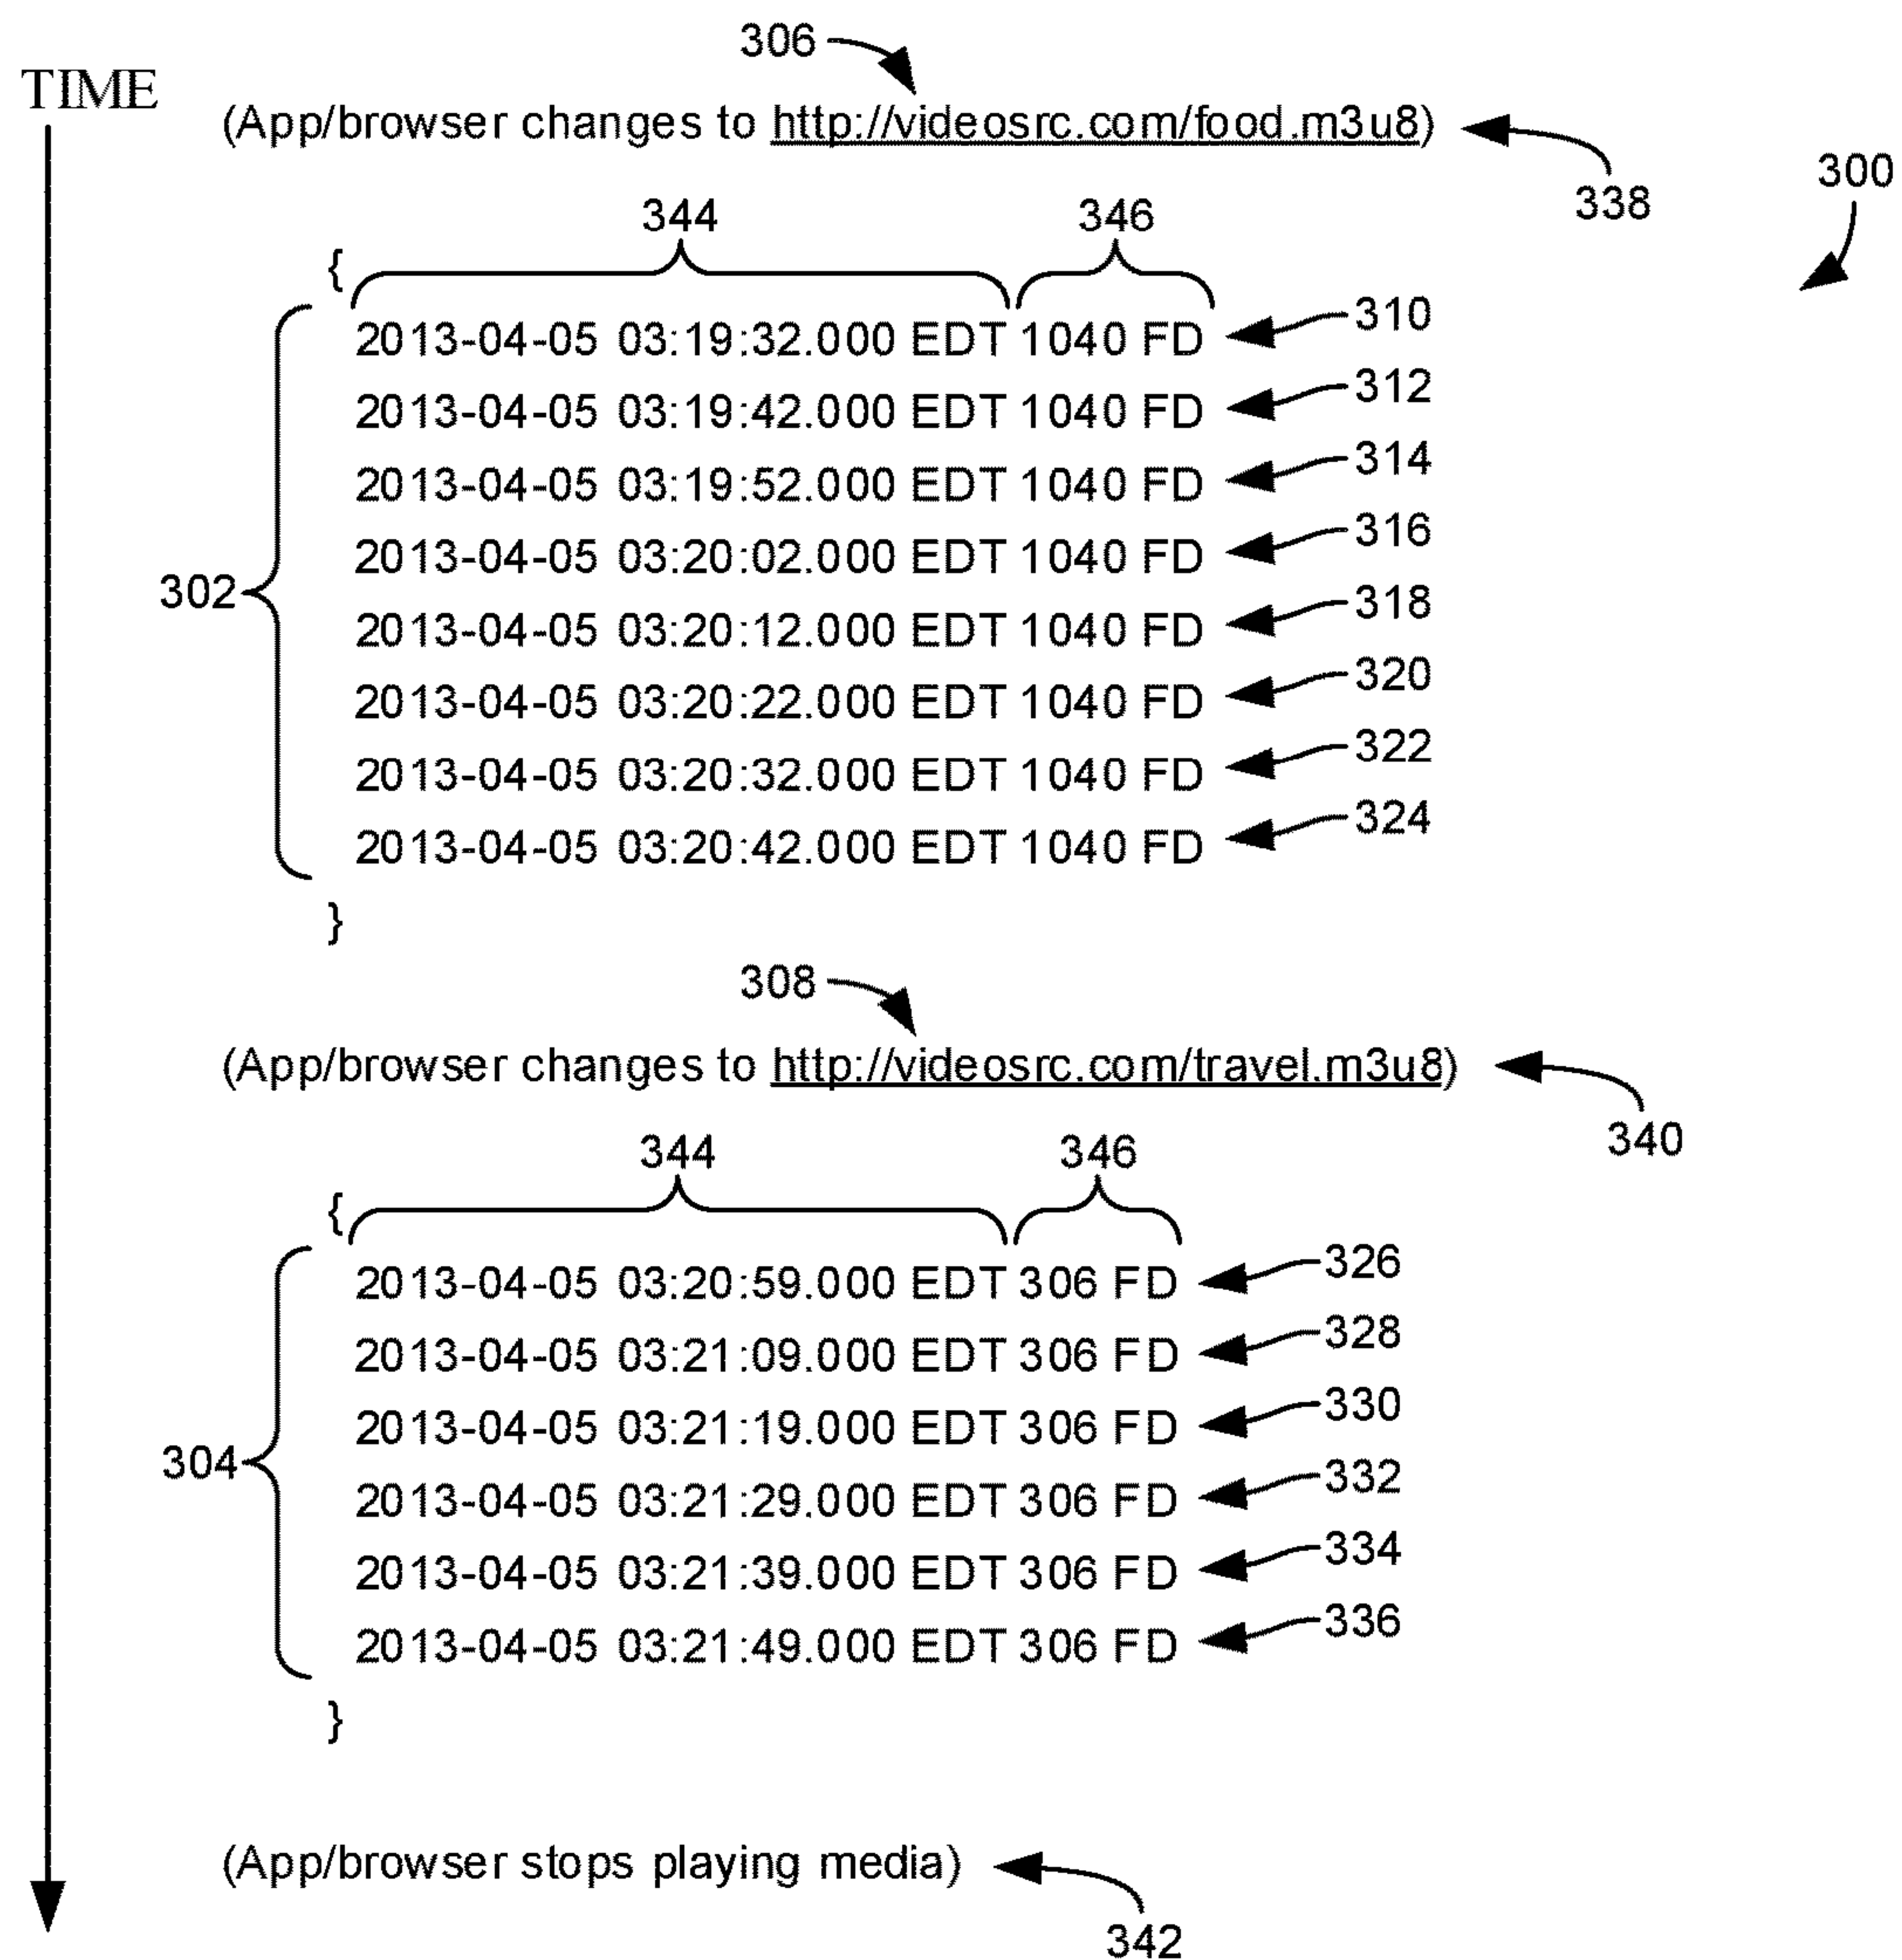 306
TIME
(App/browser changes to http://videosrc.com/food.m3u8)
338
300
344 346
{
2013-04-05 03:19:32.000 EDT 1040 FD 310
2013-04-05 03:19:42.000 EDT 1040 FD 312
2013-04-05 03:19:52.000 EDT 1040 FD 314
2013-04-05 03:20:02.000 EDT 1040 FD 316
302
2013-04-05 03:20:12.000 EDT 1040 FD 318
2013-04-05 03:20:22.000 EDT 1040 FD 320
2013-04-05 03:20:32.000 EDT 1040 FD 322
2013-04-05 03:20:42.000 EDT 1040 FD 324
}
308
(App/browser changes to http://videosrc.com/travel.m3u8)
340
344 346
{
2013-04-05 03:20:59.000 EDT 306 FD 326
2013-04-05 03:21:09.000 EDT 306 FD 328
2013-04-05 03:21:19.000 EDT 306 FD 330
304
2013-04-05 03:21:29.000 EDT 306 FD 332
2013-04-05 03:21:39.000 EDT 306 FD 334
2013-04-05 03:21:49.000 EDT 306 FD 336
}
(App/browser stops playing media)
342